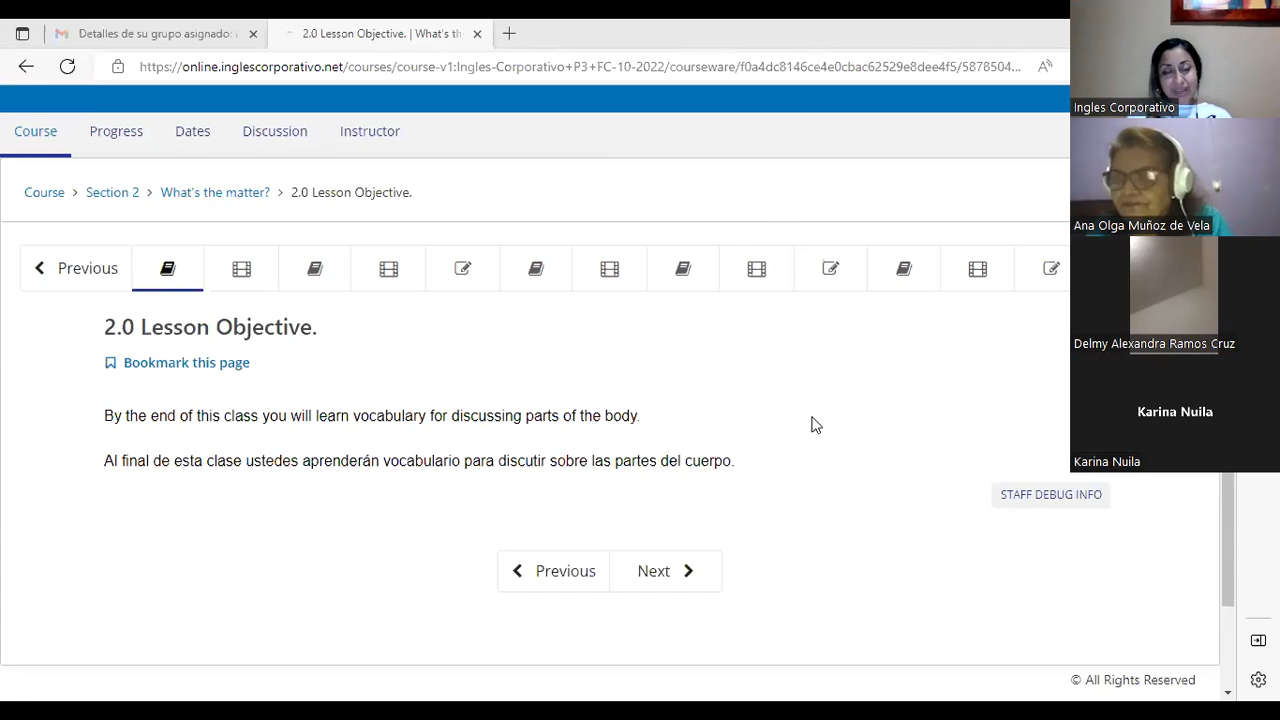 Detalles de su grupo asignado:
2.0 Lesson Objective. | What's th
https://online.inglescorporativo.net/courses/course-v1:Ingles-Corporativo+P3+FC-10-2022/courseware/f0a4dc8146ce4e0cbac62529e8dee4f5/5878504...
Course Progress Dates Discussion Instructor
Course > Section 2 > What's the matter? > 2.0 Lesson Objective.
Previous
2.0 Lesson Objective.
Bookmark this page
By the end of this class you will learn vocabulary for discussing parts of the body.
Al final de esta clase ustedes aprenderán vocabulario para discutir sobre las partes del cuerpo.
STAFF DEBUG INFO
Previous Next
© All Rights Reserved
Ingles Corporativo
Ana Olga Muñoz de Vela
Delmy Alexandra Ramos Cruz
Karina Nuila
Karina Nuila